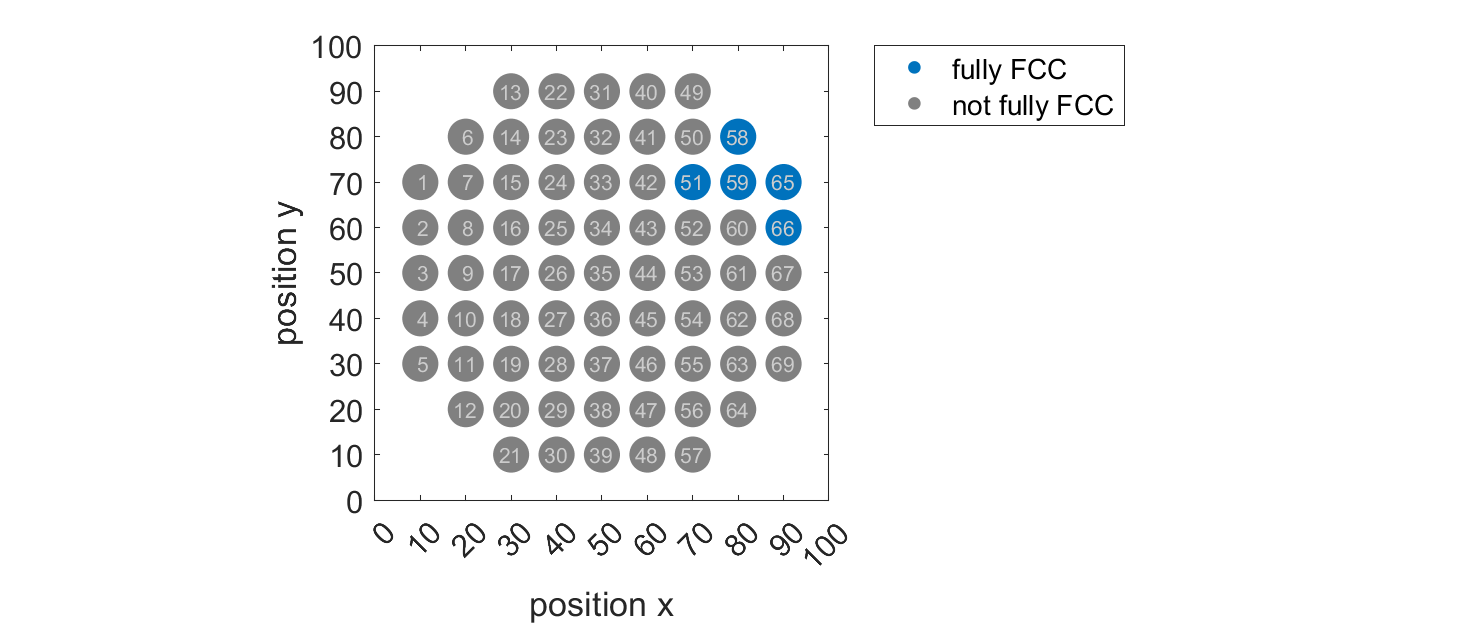 100
90
80
70
60
50
40
30
20
10
0
position y
13 22 31 40 49
6 14 23 32 41 50 58
1 7 15 24 33 42 51 59 65
2 8 16 25 34 43 52 60 66
3 9 17 26 35 44 53 61 67
4 10 18 27 36 45 54 62 68
5 11 19 28 37 46 55 63 69
12 20 29 38 47 56 64
21 30 39 48 57
0 10 20 30 40 50 60 70 80 90 100
position x
fully FCC
not fully FCC